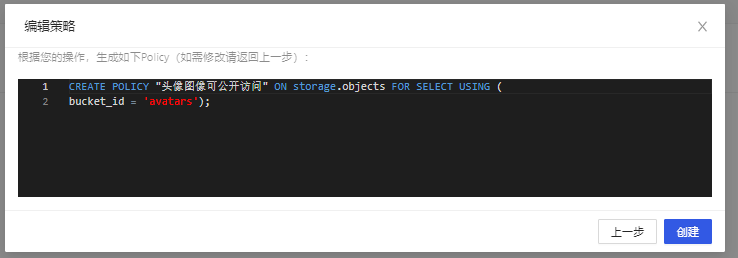 编辑策略
根据您的操作，生成如下Policy（如需修改请返回上一步）：
1 CREATE POLICY "头像图像可公开访问" ON storage.objects FOR SELECT USING (
2 bucket_id = 'avatars');
上一步 创建